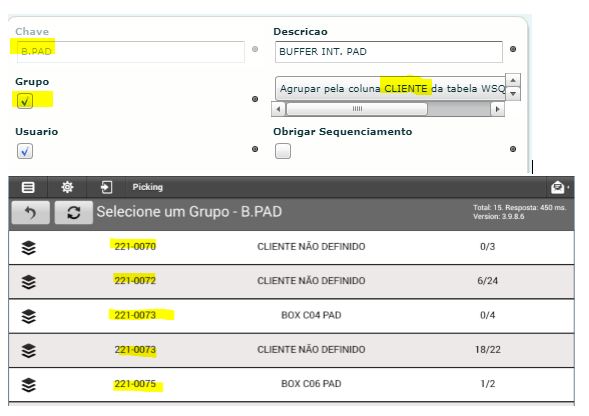 Chave Descricao
B.PAD BUFFER INT. PAD
Grupo
Agrupar pela coluna CLIENTE da tabela WSQ
Usuario Obrigar Sequenciamento
Picking
Selecione um Grupo - B.PAD
Total: 15. Resposta: 450 ms.
Version: 3.9.8.6
221-0070 CLIENTE NÃO DEFINIDO 0/3
221-0072 CLIENTE NÃO DEFINIDO 6/24
221-0073 BOX C04 PAD 0/4
221-0073 CLIENTE NÃO DEFINIDO 18/22
221-0075 BOX C06 PAD 1/2